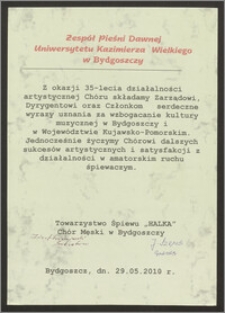 Zespół Pieśni Dawnej
Uniwersytetu Kazimierza Wielkiego
w Bydgoszczy
Z okazji 35-lecia działalności
artystycznej Chóru składamy Zarządowi,
Dyrygentowi oraz Członkom serdeczne
wyrazy uznania za wzbogacanie kultury
muzycznej w Bydgoszczy i
w Województwie Kujawsko-Pomorskim.
Jednocześnie życzymy Chórowi dalszych
sukcesów artystycznych i satysfakcji z
działalności w amatorskim ruchu
śpiewaczym.
Towarzystwo Śpiewu „HALKA”
Chór Męski w Bydgoszczy
Bydgoszcz, dn. 29.05.2010 r.